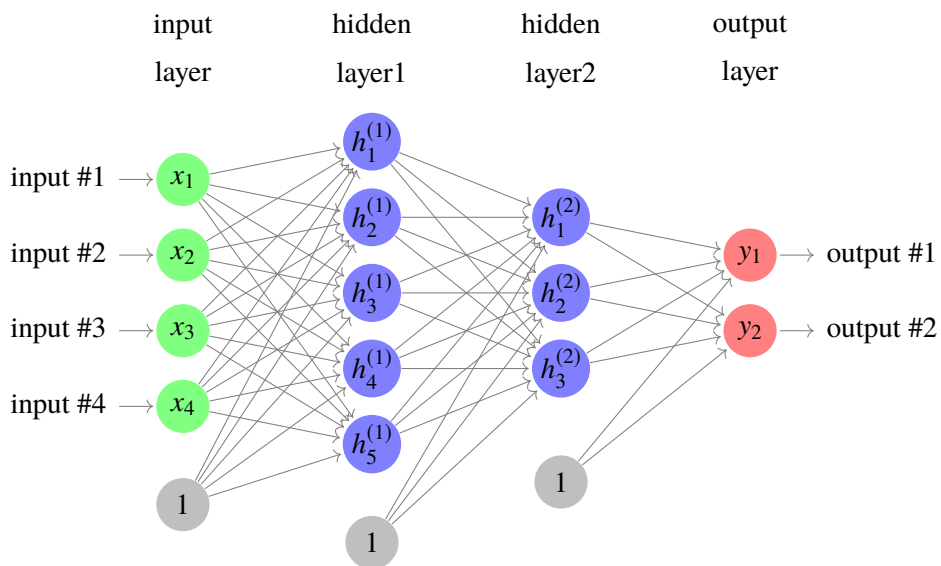 input hidden hidden output
layer layer1 layer2 layer
h₁⁽¹⁾
input #1 x₁
h₂⁽¹⁾ h₁⁽²⁾
input #2 x₂ y₁ output #1
h₃⁽¹⁾ h₂⁽²⁾
input #3 x₃ y₂ output #2
h₄⁽¹⁾ h₃⁽²⁾
input #4 x₄
h₅⁽¹⁾
1
1
1